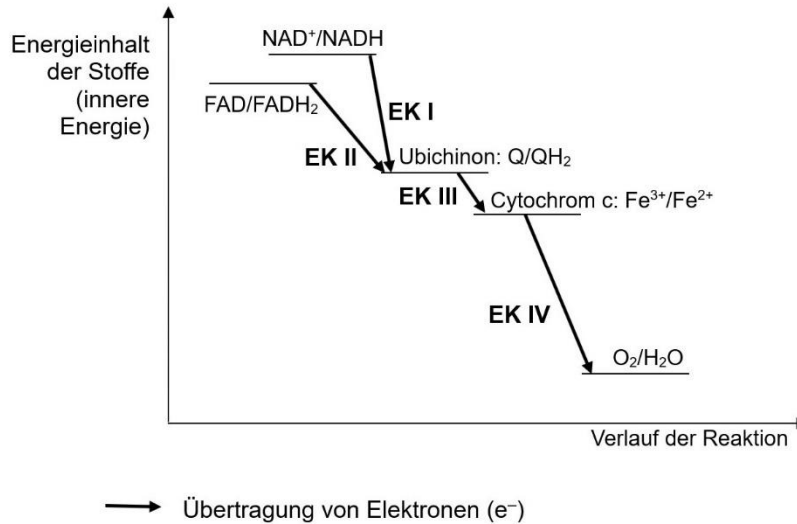 Energieinhalt
der Stoffe
(innere
Energie)
NAD⁺/NADH
FAD/FADH₂
EK I
EK II
Ubichinon: Q/QH₂
EK III
Cytochrom c: Fe³⁺/Fe²⁺
EK IV
O₂/H₂O
Verlauf der Reaktion
Übertragung von Elektronen (e⁻)